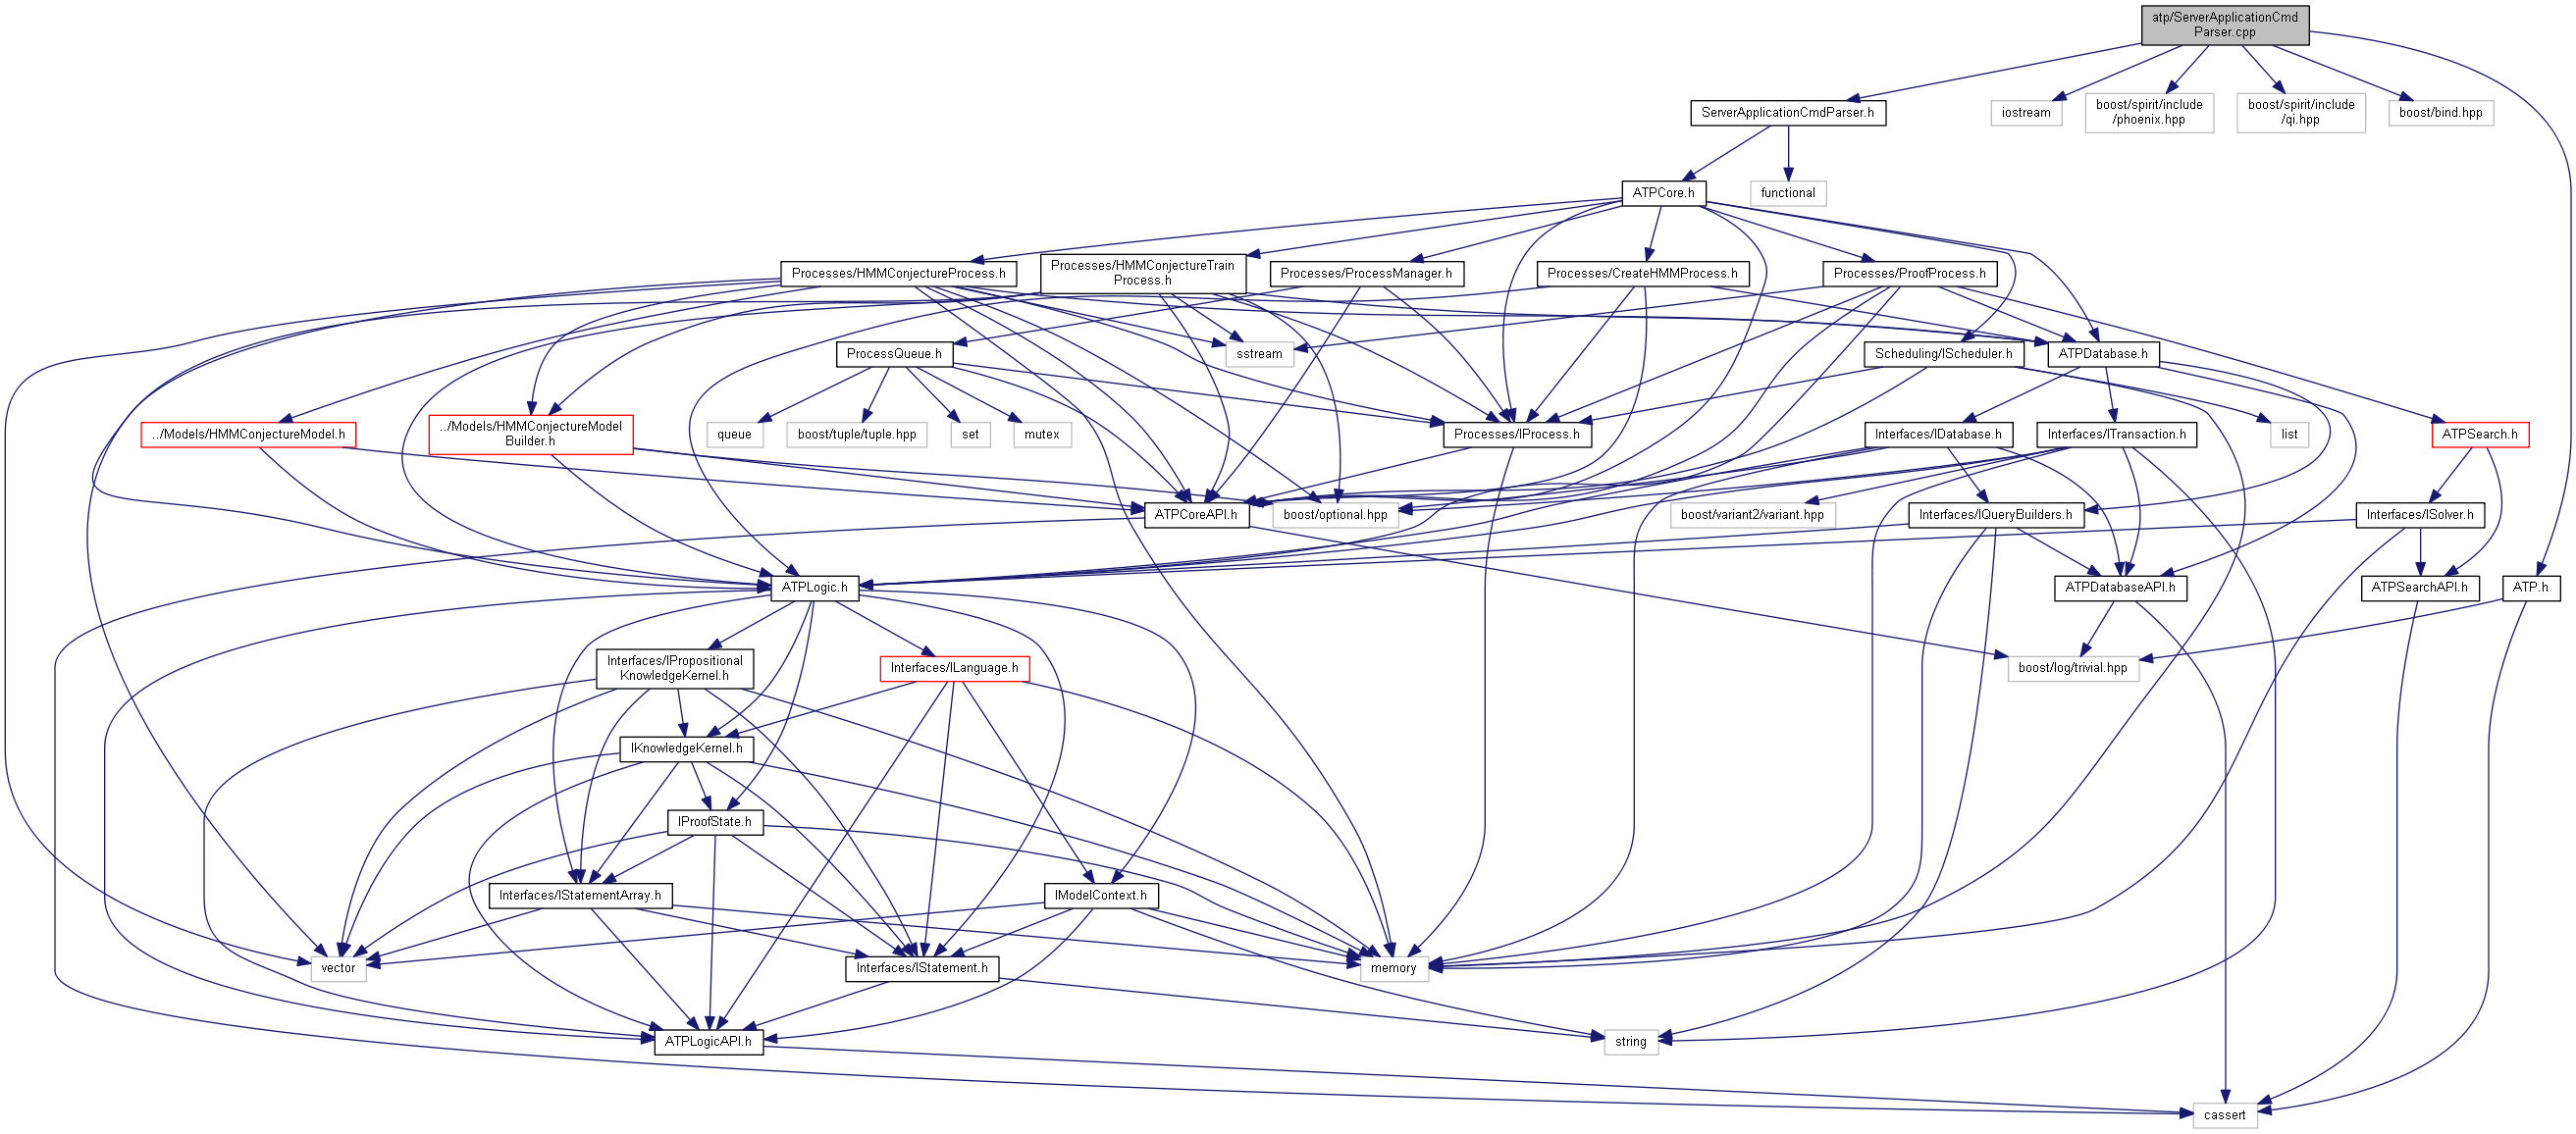 atp/ServerApplicationCmd
Parser.cpp
ServerApplicationCmdParser.h
iostream
boost/spirit/include
/phoenix.hpp
boost/spirit/include
/qi.hpp
boost/bind.hpp
ATPCore.h
functional
Processes/HMMConjectureProcess.h
Processes/HMMConjectureTrain
Process.h
Processes/ProcessManager.h
Processes/CreateHMMProcess.h
Processes/ProofProcess.h
ProcessQueue.h
sstream
Scheduling/IScheduler.h
ATPDatabase.h
../Models/HMMConjectureModel.h
../Models/HMMConjectureModel
Builder.h
queue
boost/tuple/tuple.hpp
set
mutex
Processes/IProcess.h
Interfaces/IDatabase.h
Interfaces/ITransaction.h
list
ATPSearch.h
ATPCoreAPI.h
boost/optional.hpp
boost/variant2/variant.hpp
Interfaces/IQueryBuilders.h
Interfaces/ISolver.h
ATPLogic.h
ATPDatabaseAPI.h
ATPSearchAPI.h
ATP.h
Interfaces/IPropositional
KnowledgeKernel.h
Interfaces/ILanguage.h
boost/log/trivial.hpp
IKnowledgeKernel.h
IProofState.h
Interfaces/IStatementArray.h
IModelContext.h
vector
Interfaces/IStatement.h
memory
ATPLogicAPI.h
string
cassert